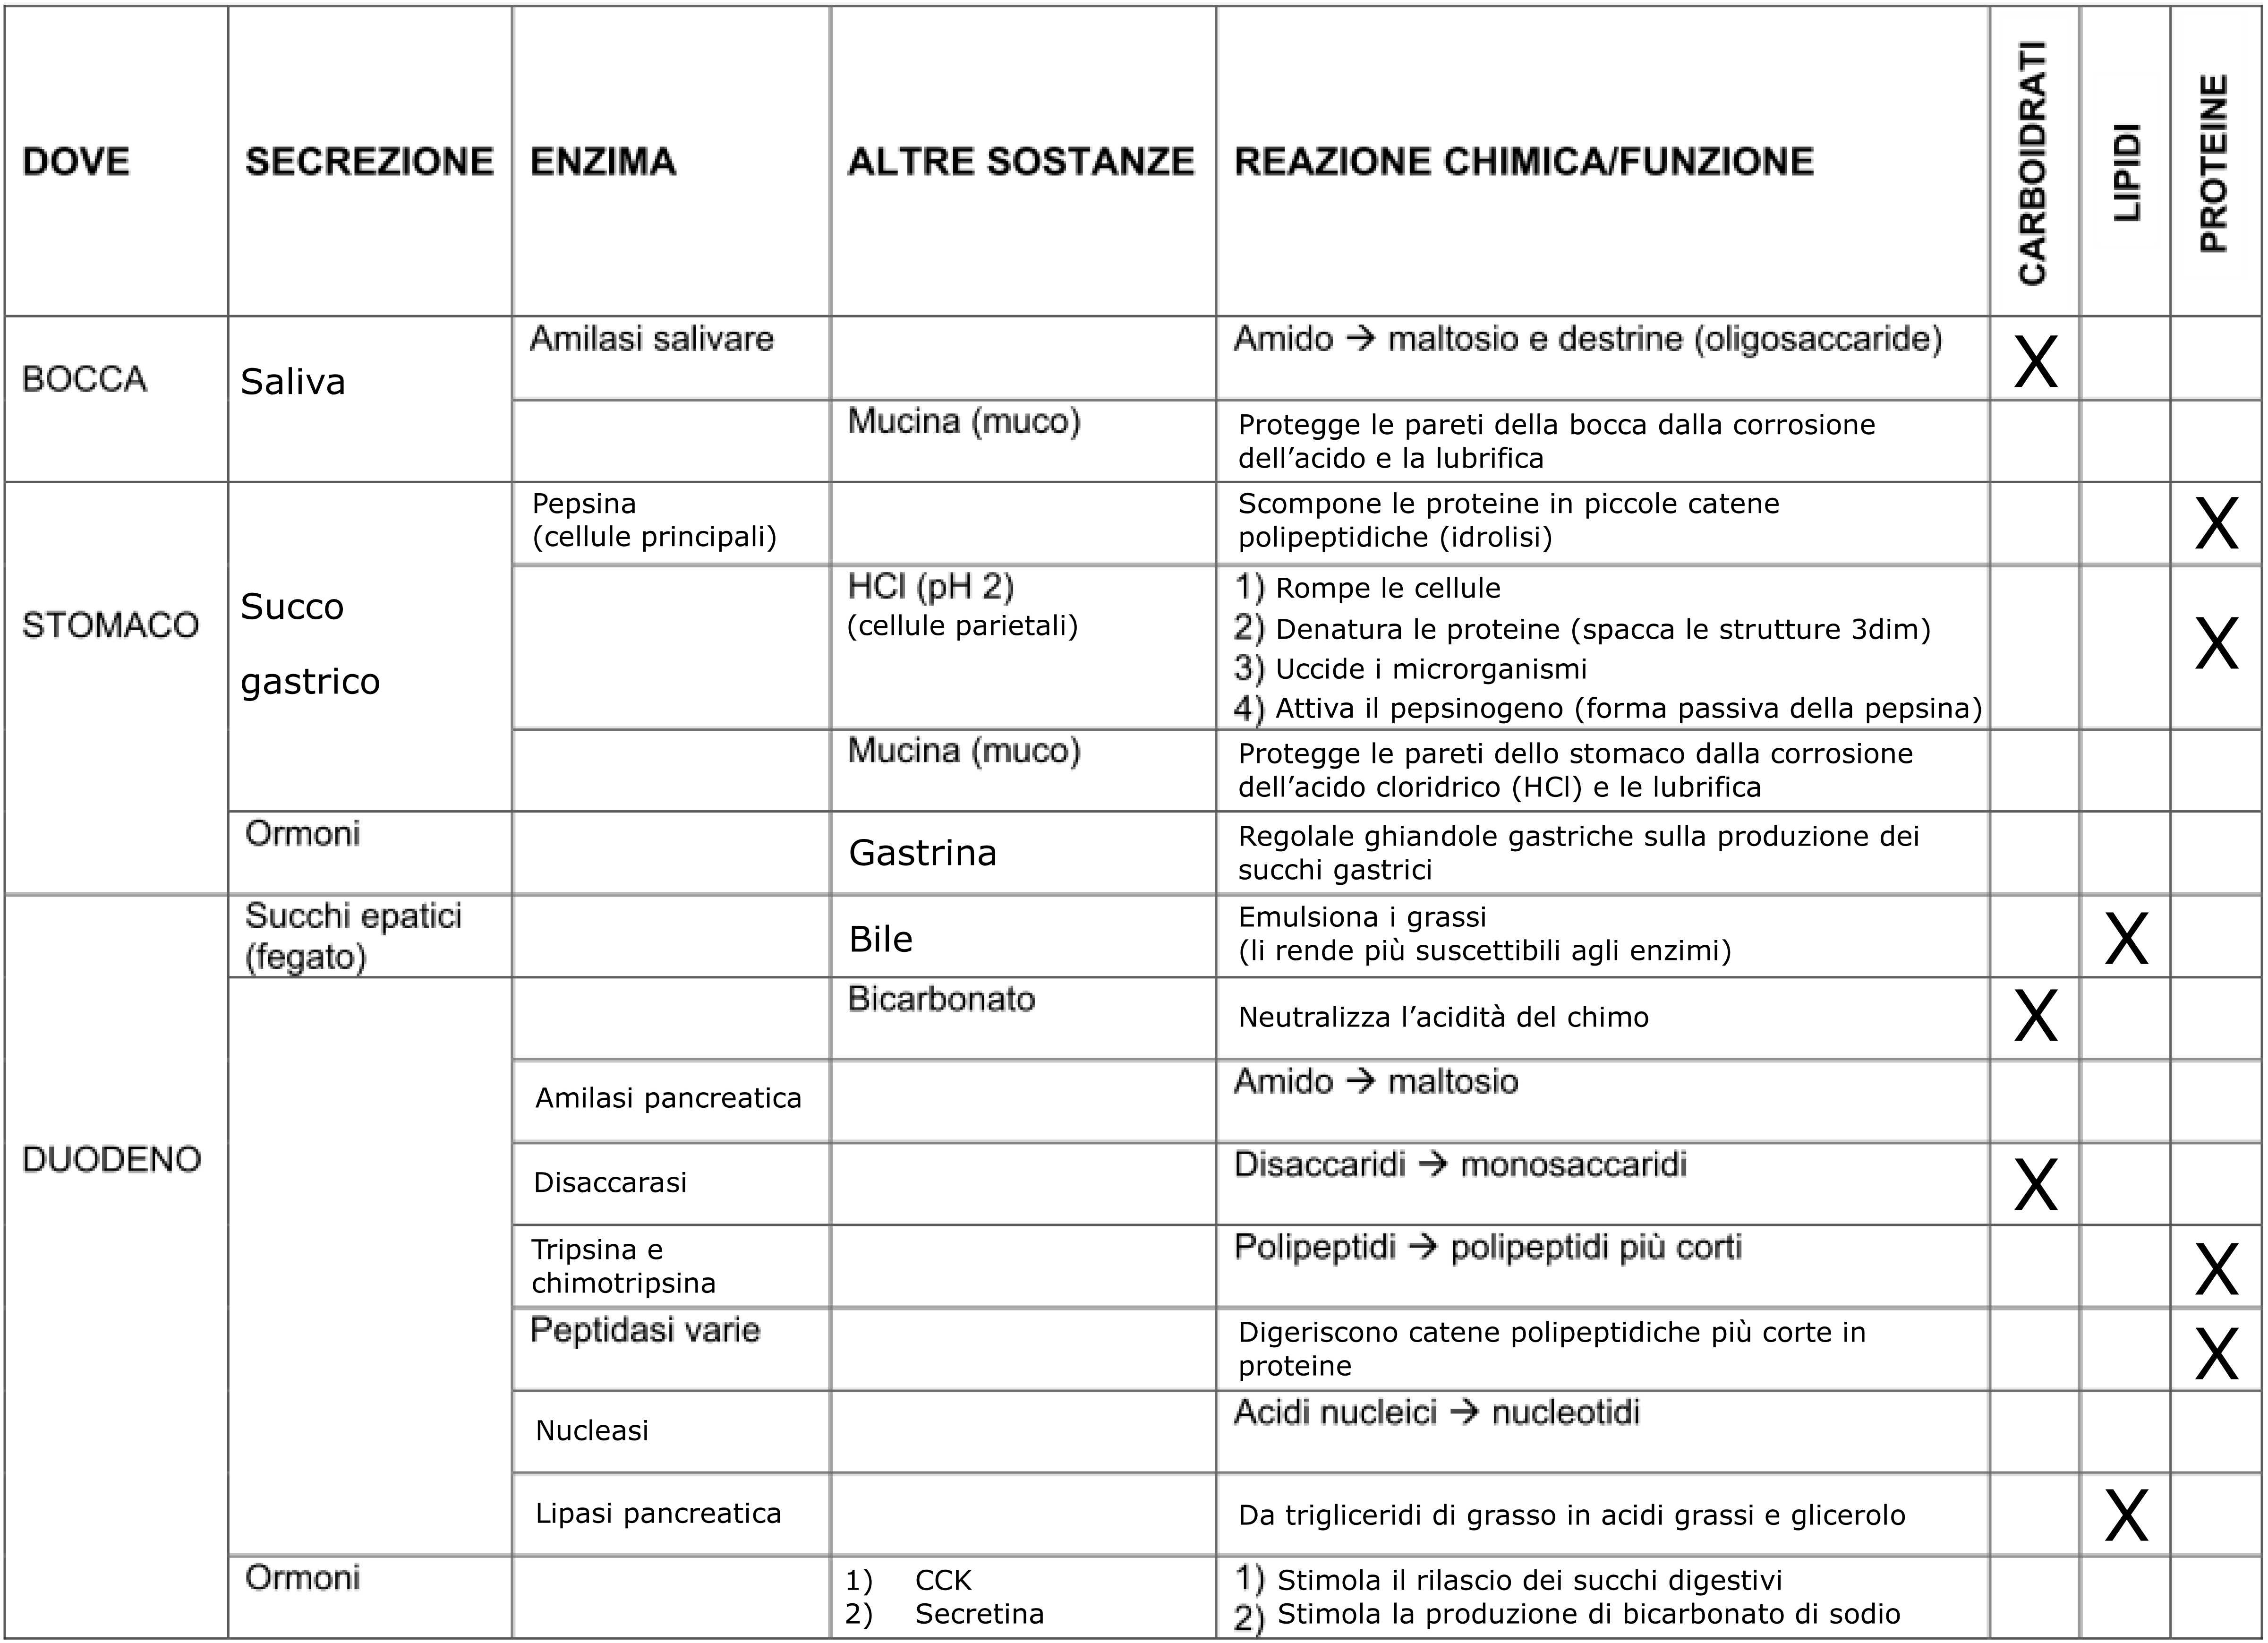 DOVE
SECREZIONE
ENZIMA
ALTRE SOSTANZE
REAZIONE CHIMICA/FUNZIONE
CARBOIDRATI
LIPIDI
PROTEINE
BOCCA
Saliva
Amilasi salivare
Amido → maltosio e destrine (oligosaccaride)
X
Mucina (muco)
Protegge le pareti della bocca dalla corrosione
dell’acido e la lubrifica
STOMACO
Succo
gastrico
Pepsina
(cellule principali)
Scompone le proteine in piccole catene
polipeptidiche (idrolisi)
X
HCl (pH 2)
(cellule parietali)
1) Rompe le cellule
2) Denatura le proteine (spacca le strutture 3dim)
3) Uccide i microrganismi
4) Attiva il pepsinogeno (forma passiva della pepsina)
X
Mucina (muco)
Protegge le pareti dello stomaco dalla corrosione
dell’acido cloridrico (HCl) e le lubrifica
Ormoni
Gastrina
Regolale ghiandole gastriche sulla produzione dei
succhi gastrici
DUODENO
Succhi epatici
(fegato)
Bile
Emulsiona i grassi
(li rende più suscettibili agli enzimi)
X
Bicarbonato
Neutralizza l’acidità del chimo
X
Amilasi pancreatica
Amido → maltosio
Disaccarasi
Disaccaridi → monosaccaridi
X
Tripsina e
chimotripsina
Polipeptidi → polipeptidi più corti
X
Peptidasi varie
Digeriscono catene polipeptidiche più corte in
proteine
X
Nucleasi
Acidi nucleici → nucleotidi
Lipasi pancreatica
Da trigliceridi di grasso in acidi grassi e glicerolo
X
Ormoni
1) CCK
2) Secretina
1) Stimola il rilascio dei succhi digestivi
2) Stimola la produzione di bicarbonato di sodio